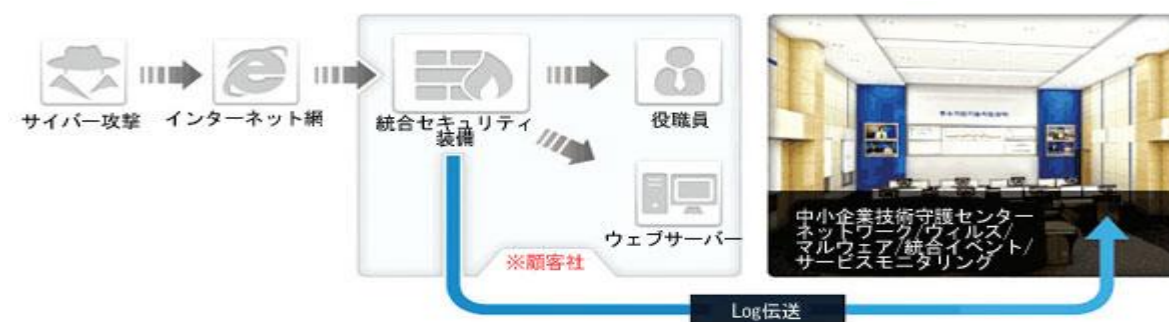 サイバー攻撃
インターネット網
統合セキュリティ
装備
役職員
ウェブサーバー
※顧客社
中小企業技術守護センター
ネットワーク/ウィルス/
マルウェア/統合イベント/
サービスモニタリング
Log伝送